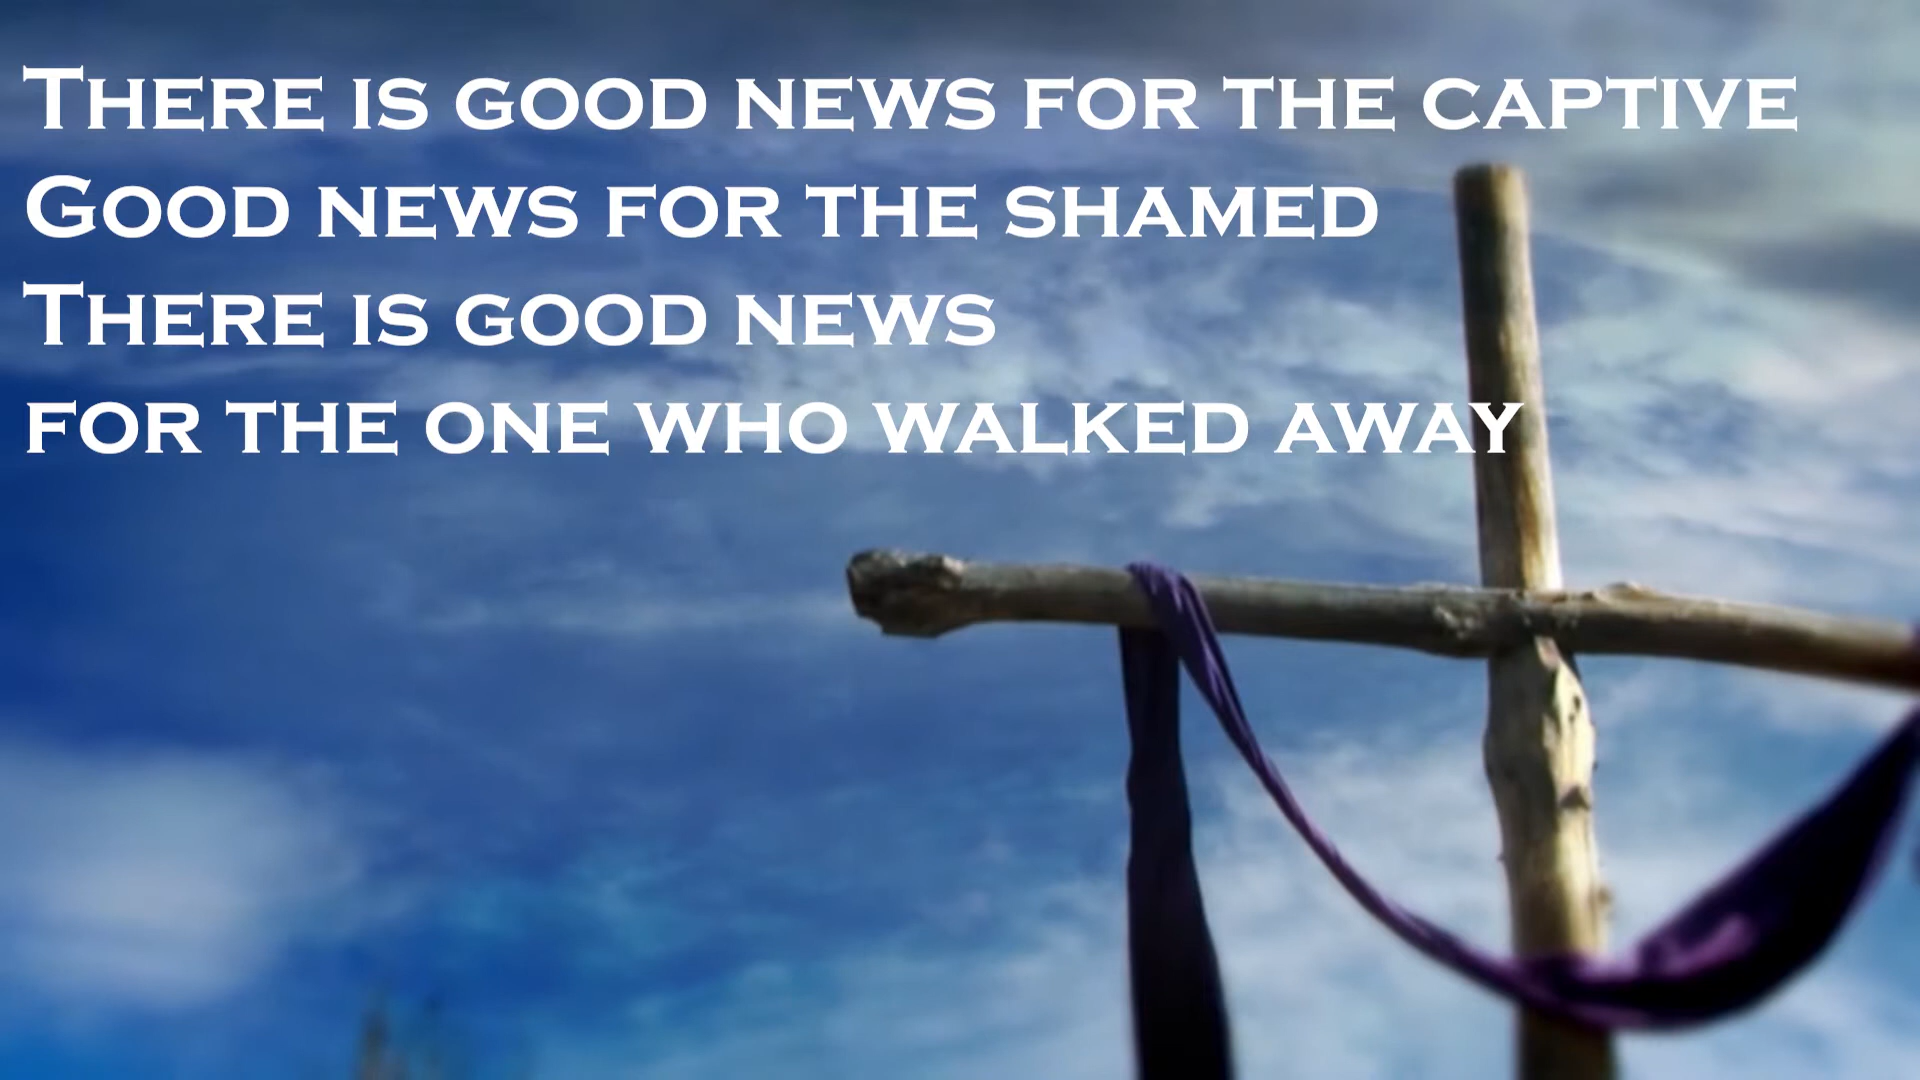 There is good news for the captive
Good news for the shamed
There is good news
for the one who walked away